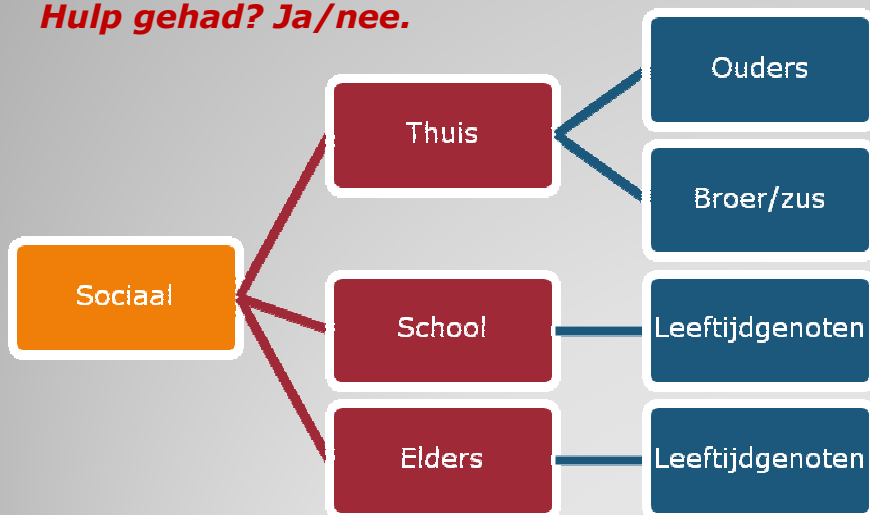 Hulp gehad? Ja/nee.
Ouders
Thuis
Broer/zus
Sociaal
School
Leeftijdgenoten
Elders
Leeftijdgenoten